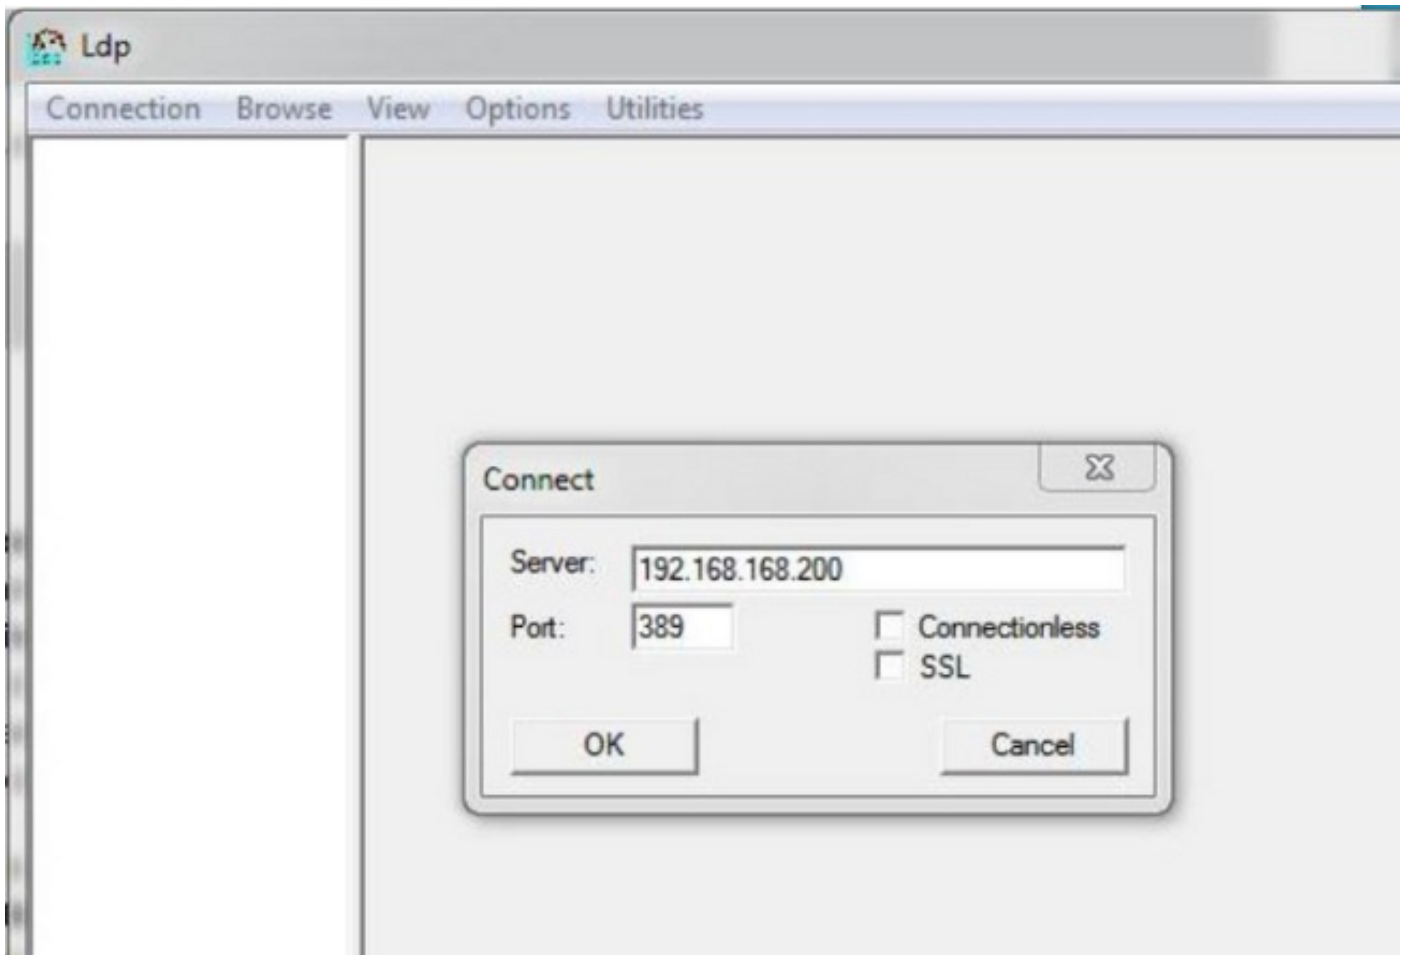 Ldp
Connection Browse View Options Utilities
Connect
Server: 192.168.168.200
Port: 389 Connectionless
SSL
OK Cancel